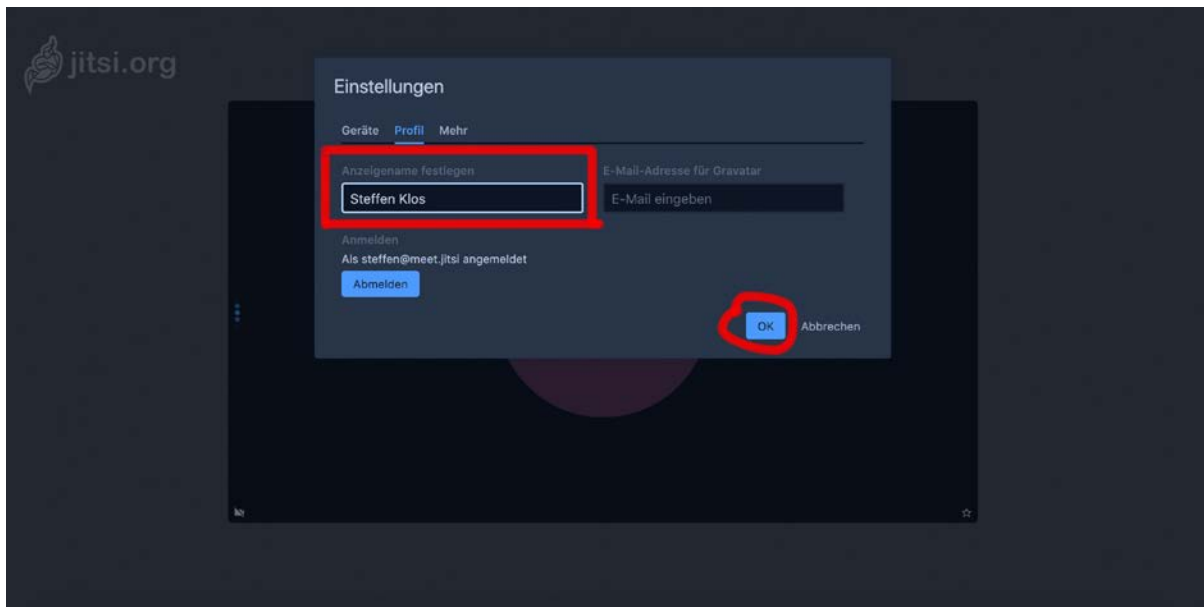 jitsi.org
Einstellungen
Geräte Profil Mehr
Anzeigename festlegen
Steffen Klos
E-Mail-Adresse für Gravatar
E-Mail eingeben
Anmelden
Als steffen@meet.jitsi angemeldet
Abmelden
OK Abbrechen